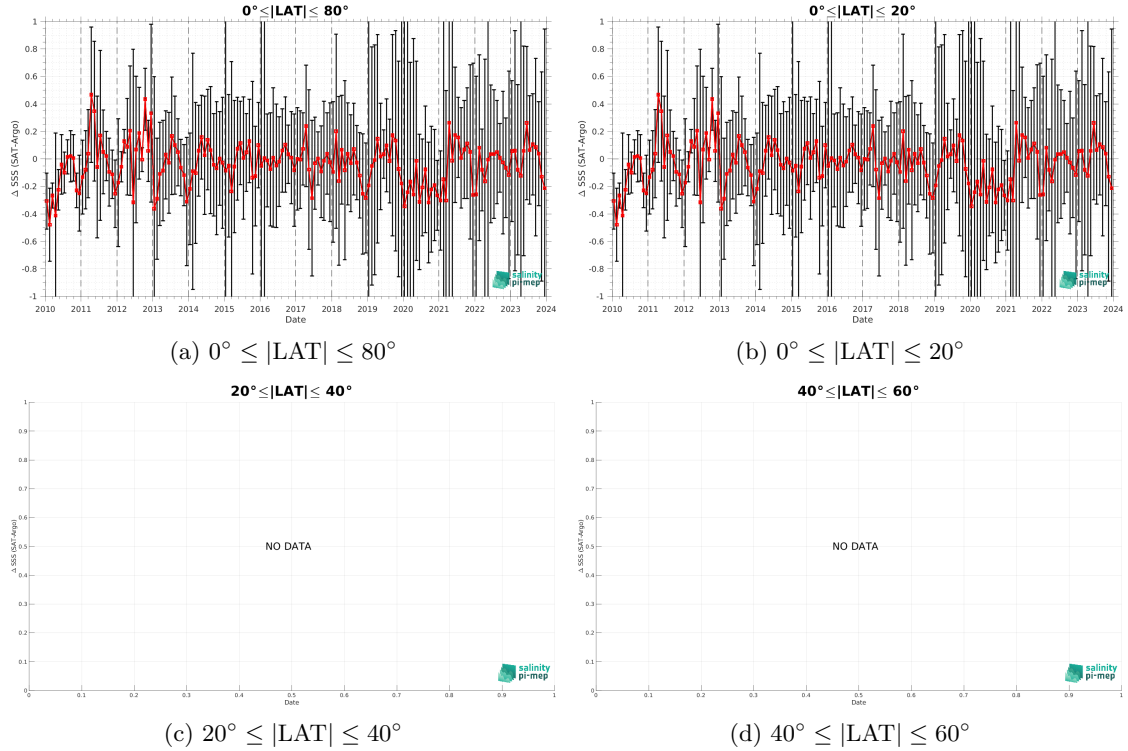 0°≤|LAT|≤ 80°
Δ SSS (SAT-Argo)
1
0.8
0.6
0.4
0.2
0
-0.2
-0.4
-0.6
-0.8
-1
2010 2011 2012 2013 2014 2015 2016 2017 2018 2019 2020 2021 2022 2023 2024
Date
salinity
pi-mep
(a) 0° ≤ |LAT| ≤ 80°
0°≤|LAT|≤ 20°
Δ SSS (SAT-Argo)
1
0.8
0.6
0.4
0.2
0
-0.2
-0.4
-0.6
-0.8
-1
2010 2011 2012 2013 2014 2015 2016 2017 2018 2019 2020 2021 2022 2023 2024
Date
salinity
pi-mep
(b) 0° ≤ |LAT| ≤ 20°
20°≤|LAT|≤ 40°
Δ SSS (SAT-Argo)
1
0.9
0.8
0.7
0.6
0.5
0.4
0.3
0.2
0.1
0
NO DATA
0 0.1 0.2 0.3 0.4 0.5 0.6 0.7 0.8 0.9 1
Date
salinity
pi-mep
(c) 20° ≤ |LAT| ≤ 40°
40°≤|LAT|≤ 60°
Δ SSS (SAT-Argo)
1
0.9
0.8
0.7
0.6
0.5
0.4
0.3
0.2
0.1
0
NO DATA
0 0.1 0.2 0.3 0.4 0.5 0.6 0.7 0.8 0.9 1
Date
salinity
pi-mep
(d) 40° ≤ |LAT| ≤ 60°